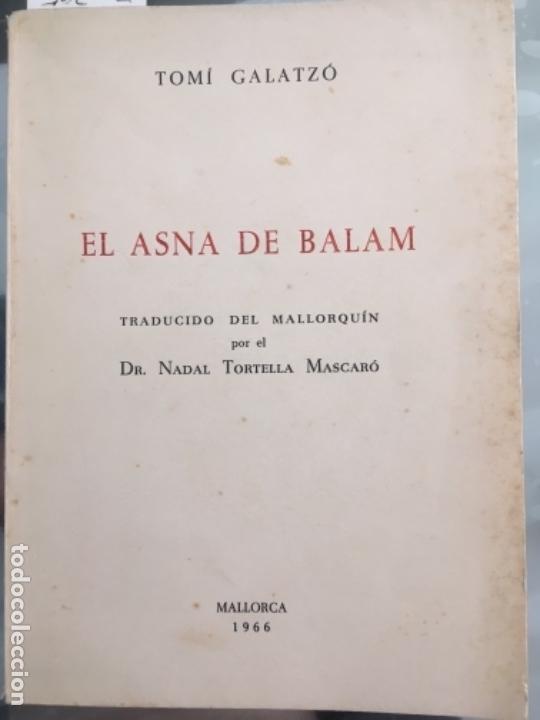 TOMÍ GALATZÓ
EL ASNA DE BALAM
TRADUCIDO DEL MALLORQUÍN
por el
DR. NADAL TORTELLA MASCARÓ
MALLORCA
1966
todocoleccion